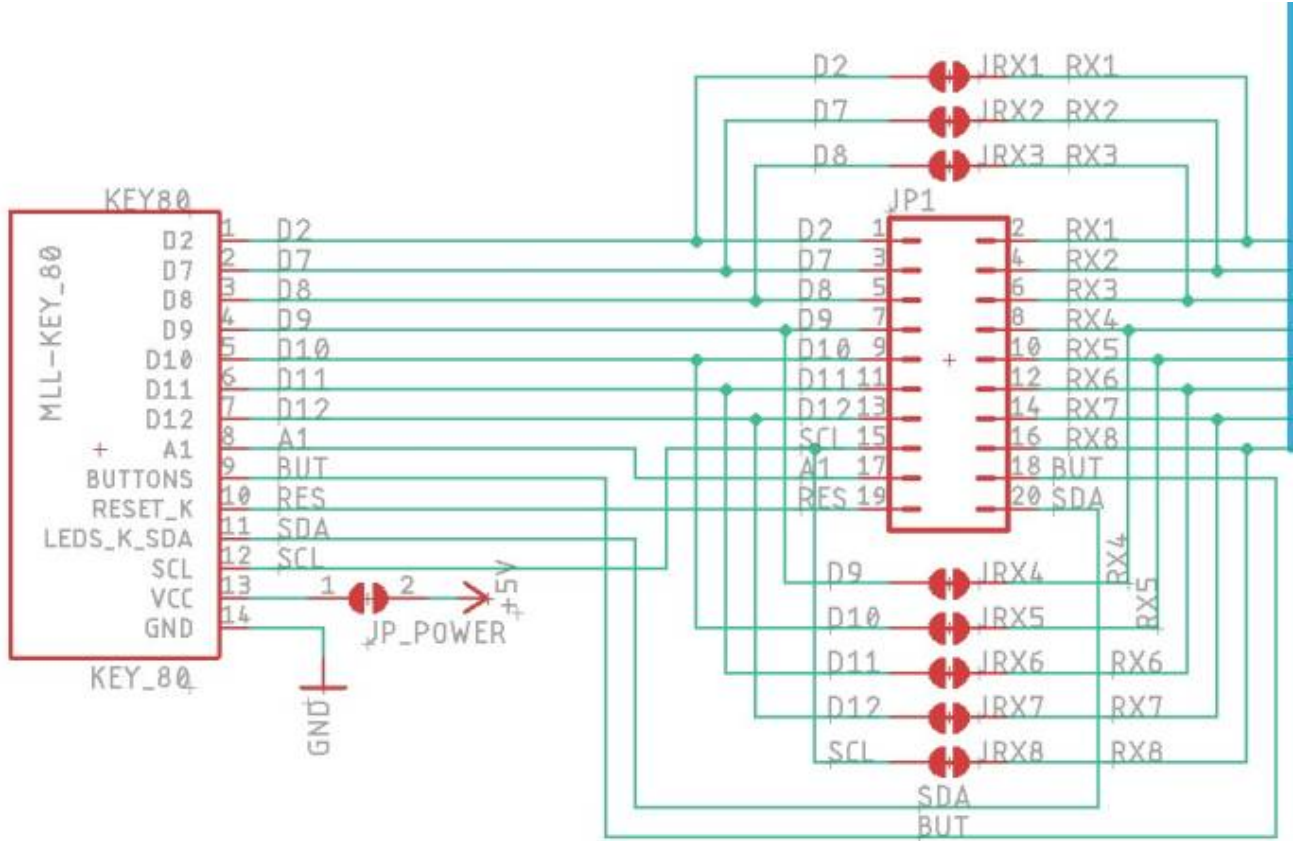 D2 JRX1 RX1
D7 JRX2 RX2
D8 JRX3 RX3
KEY80
JP1
MLL-KEY_80
D2 1 D2 D2 1 2 RX1
D7 2 D7 D7 3 4 RX2
D8 3 D8 D8 5 6 RX3
D9 4 D9 D9 7 8 RX4
D10 5 D10 D10 9 10 RX5
D11 6 D11 D11 11 12 RX6
D12 7 D12 D12 13 14 RX7
A1 8 A1 SCL 15 16 RX8
BUTTONS 9 BUT A1 17 18 BUT
RESET_K 10 RES RES 19 20 SDA
LEDS_K_SDA 11 SDA
SCL 12 SCL
VCC 13 1 2 +5V
GND 14 JP_POWER
KEY_80
GND
D9 JRX4 RX4
D10 JRX5 RX5
D11 JRX6 RX6
D12 JRX7 RX7
SCL JRX8 RX8
SDA
BUT